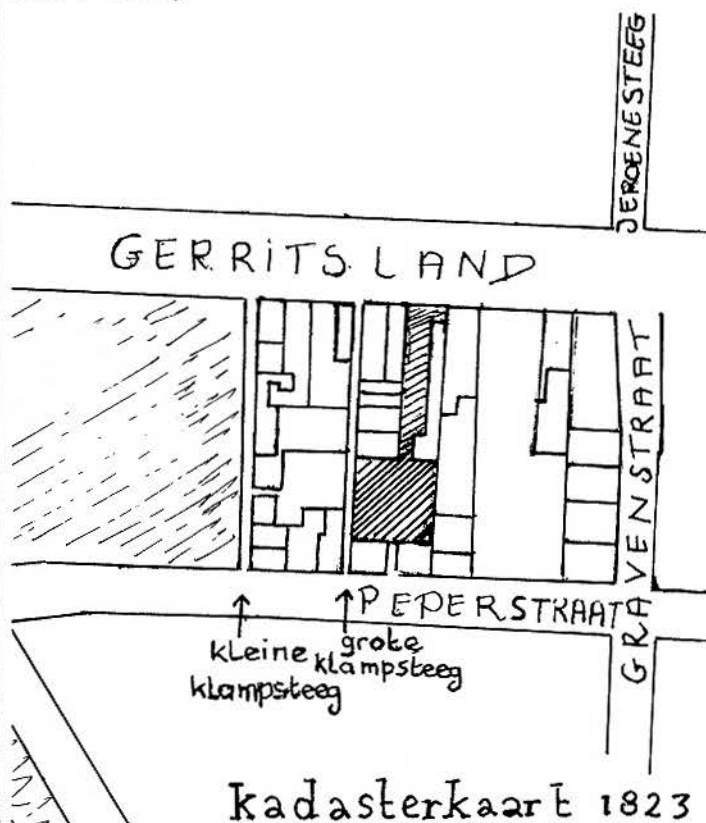 JEROENESTEEG
GERRITSLAND
GRAVENSTRAAT
PEPERSTRAAT
kleine
klampsteeg
grote
klampsteeg
kadasterkaart 1823